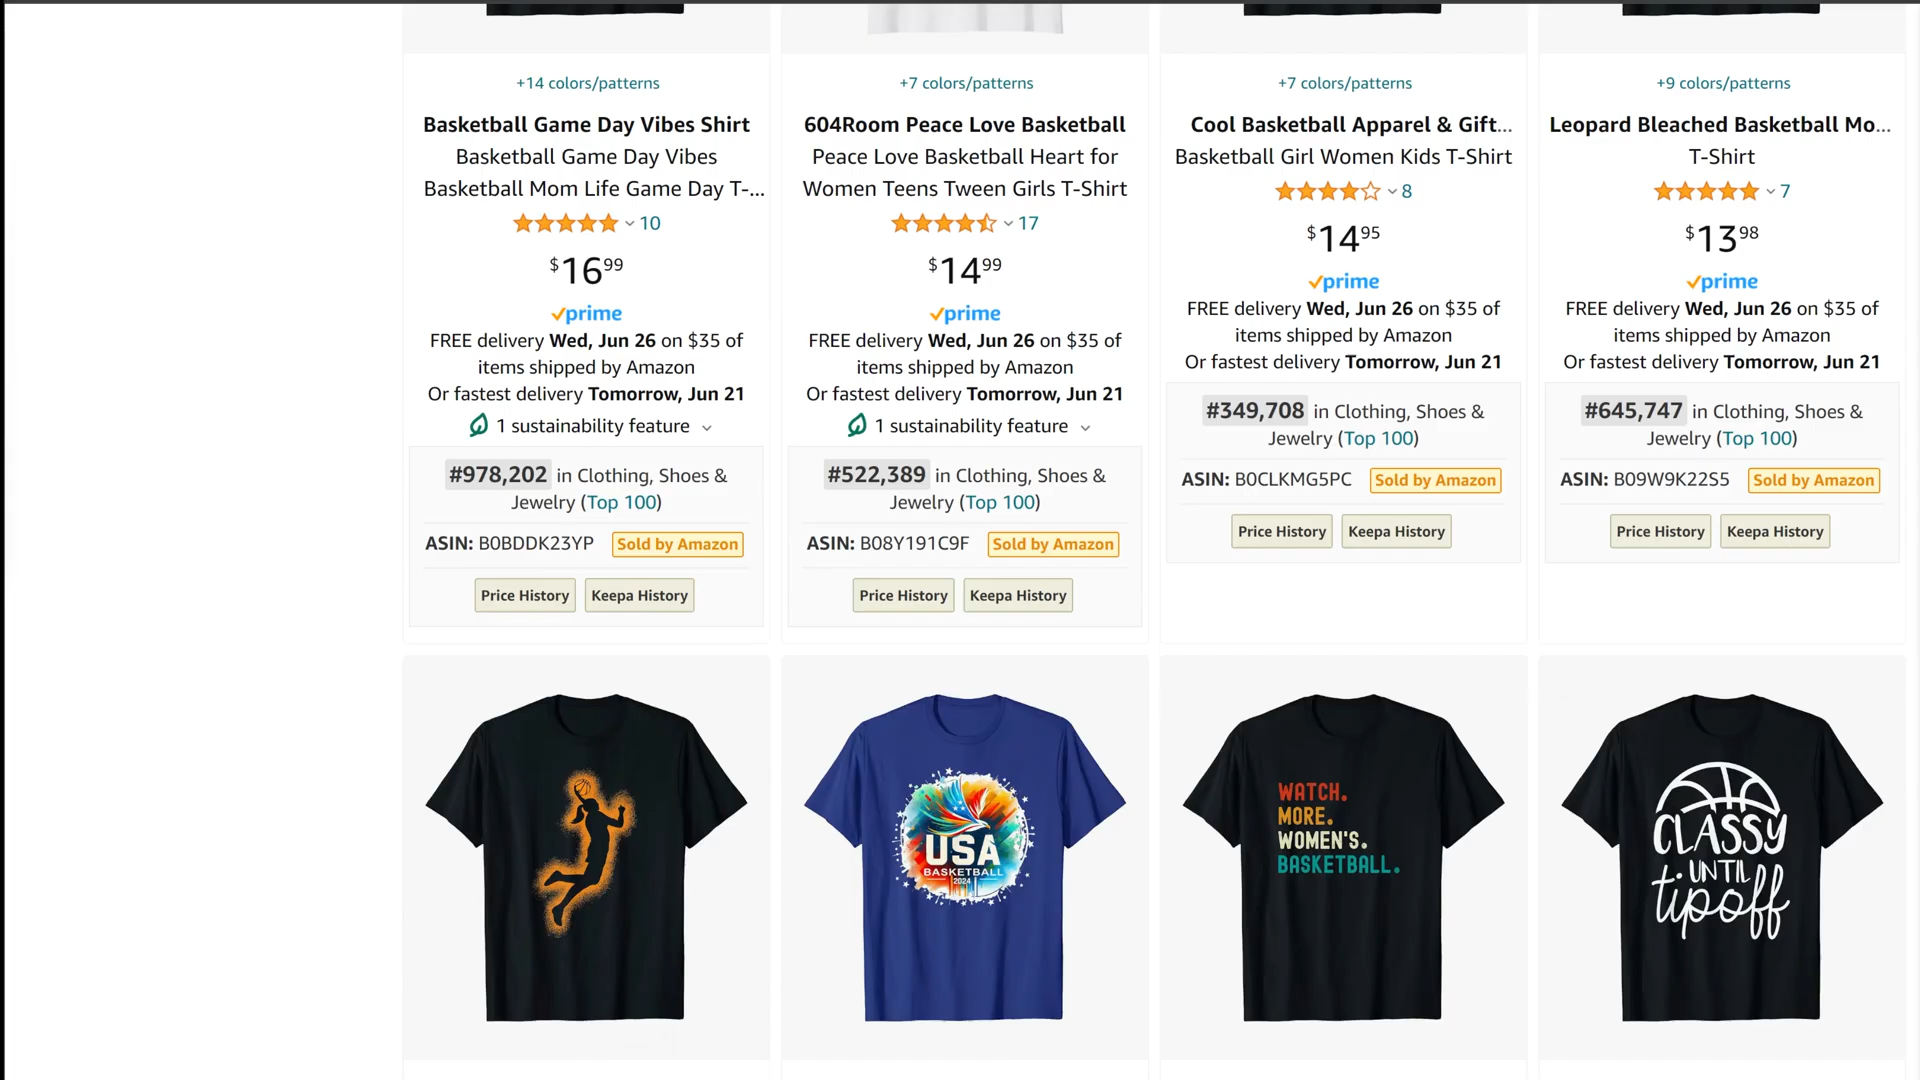 +14 colors/patterns
Basketball Game Day Vibes Shirt
Basketball Game Day Vibes
Basketball Mom Life Game Day T-...
10
$1699
prime
FREE delivery Wed, Jun 26 on $35 of
items shipped by Amazon
Or fastest delivery Tomorrow, Jun 21
1 sustainability feature
#978,202 in Clothing, Shoes &
Jewelry (Top 100)
ASIN: B0BDDK23YP Sold by Amazon
Price History Keepa History
+7 colors/patterns
604Room Peace Love Basketball
Peace Love Basketball Heart for
Women Teens Tween Girls T-Shirt
17
$1499
prime
FREE delivery Wed, Jun 26 on $35 of
items shipped by Amazon
Or fastest delivery Tomorrow, Jun 21
1 sustainability feature
#522,389 in Clothing, Shoes &
Jewelry (Top 100)
ASIN: B08Y191C9F Sold by Amazon
Price History Keepa History
+7 colors/patterns
Cool Basketball Apparel & Gift...
Basketball Girl Women Kids T-Shirt
8
$1495
prime
FREE delivery Wed, Jun 26 on $35 of
items shipped by Amazon
Or fastest delivery Tomorrow, Jun 21
#349,708 in Clothing, Shoes &
Jewelry (Top 100)
ASIN: B0CLKMG5PC Sold by Amazon
Price History Keepa History
+9 colors/patterns
Leopard Bleached Basketball Mo...
T-Shirt
7
$1398
prime
FREE delivery Wed, Jun 26 on $35 of
items shipped by Amazon
Or fastest delivery Tomorrow, Jun 21
#645,747 in Clothing, Shoes &
Jewelry (Top 100)
ASIN: B09W9K22S5 Sold by Amazon
Price History Keepa History
USA
BASKETBALL
2024
WATCH.
MORE.
WOMEN'S.
BASKETBALL.
CLASSY
UNTIL
tipoff